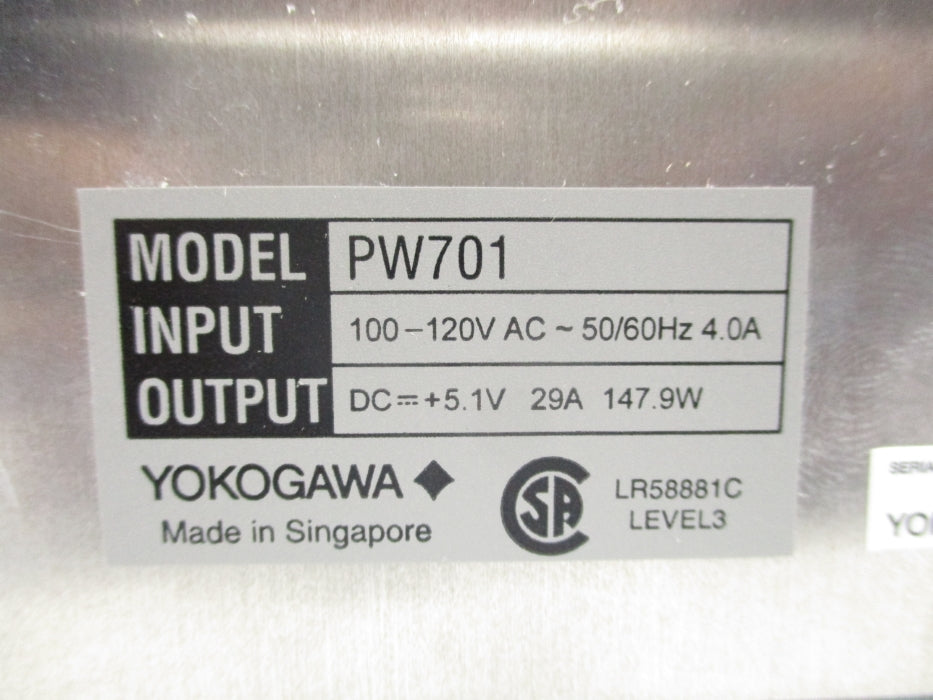 MODEL PW701
INPUT 100-120V AC ~ 50/60Hz 4.0A
OUTPUT DC⎓+5.1V 29A 147.9W
YOKOGAWA
Made in Singapore
SA
LR58881C
LEVEL3